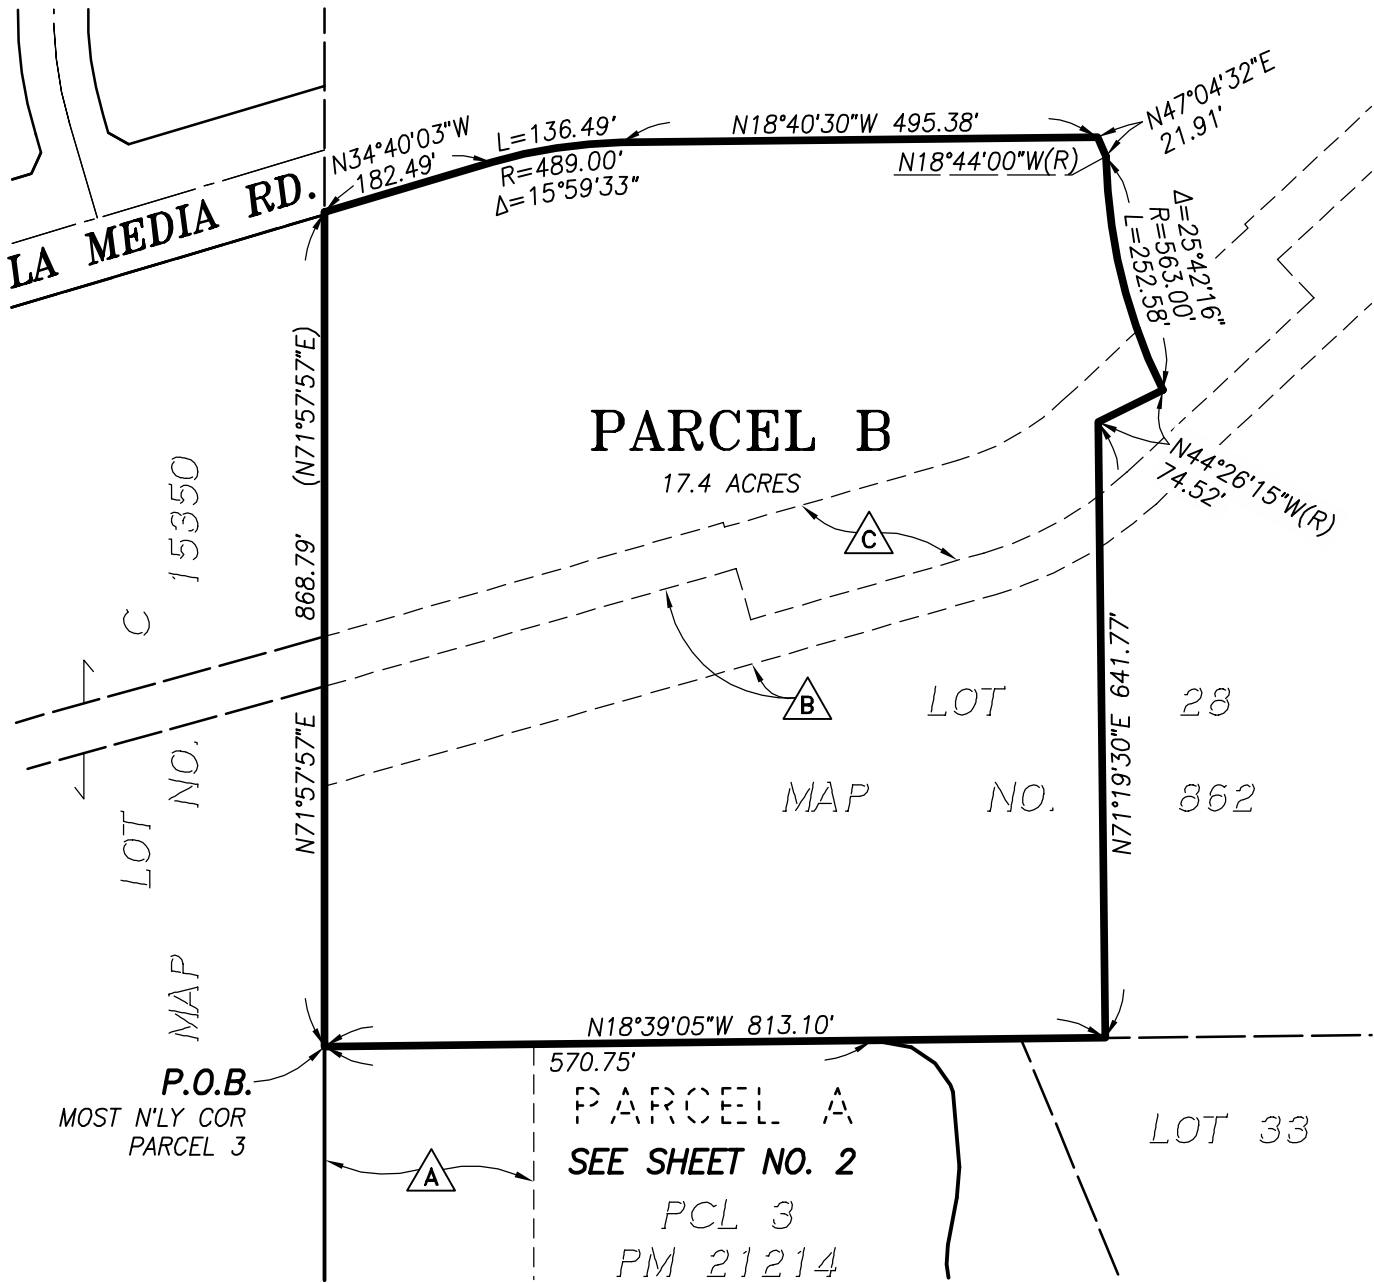 N47°04'32"E
21.91'
N18°40'30"W 495.38'
L=136.49'
R=489.00'
Δ=15°59'33"
N34°40'03"W
182.49'
N18°44'00"W(R)
LA MEDIA RD.
Δ=25°42'16"
R=563.00'
L=252.58'
(N71°57'57"E)
PARCEL B
17.4 ACRES
N44°26'15"W(R)
74.52'
C
868.79'
LOT C
MAP NO. 15350
N71°57'57"E
B
LOT 28
MAP NO. 862
N71°19'30"E 641.77'
N18°39'05"W 813.10'
570.75'
P.O.B.
MOST N'LY COR
PARCEL 3
PARCEL A
SEE SHEET NO. 2
A
PCL 3
PM 21214
LOT 33